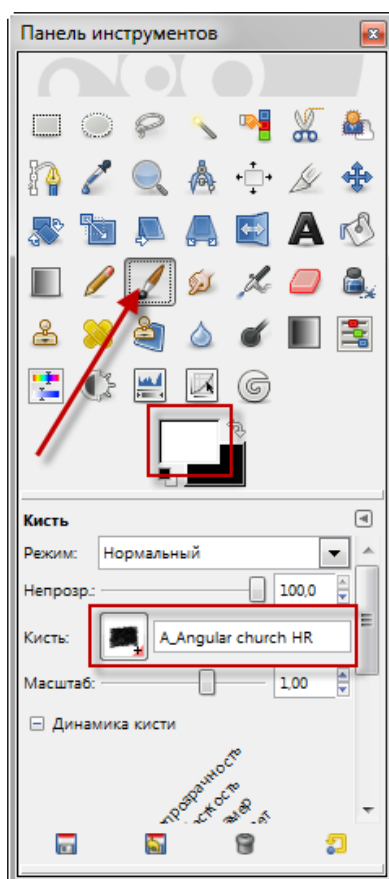 Панель инструментов
Кисть
Режим: Нормальный
Непрозр.: 100,0
Кисть: A_Angular church HR
Масштаб: 1,00
Динамика кисти